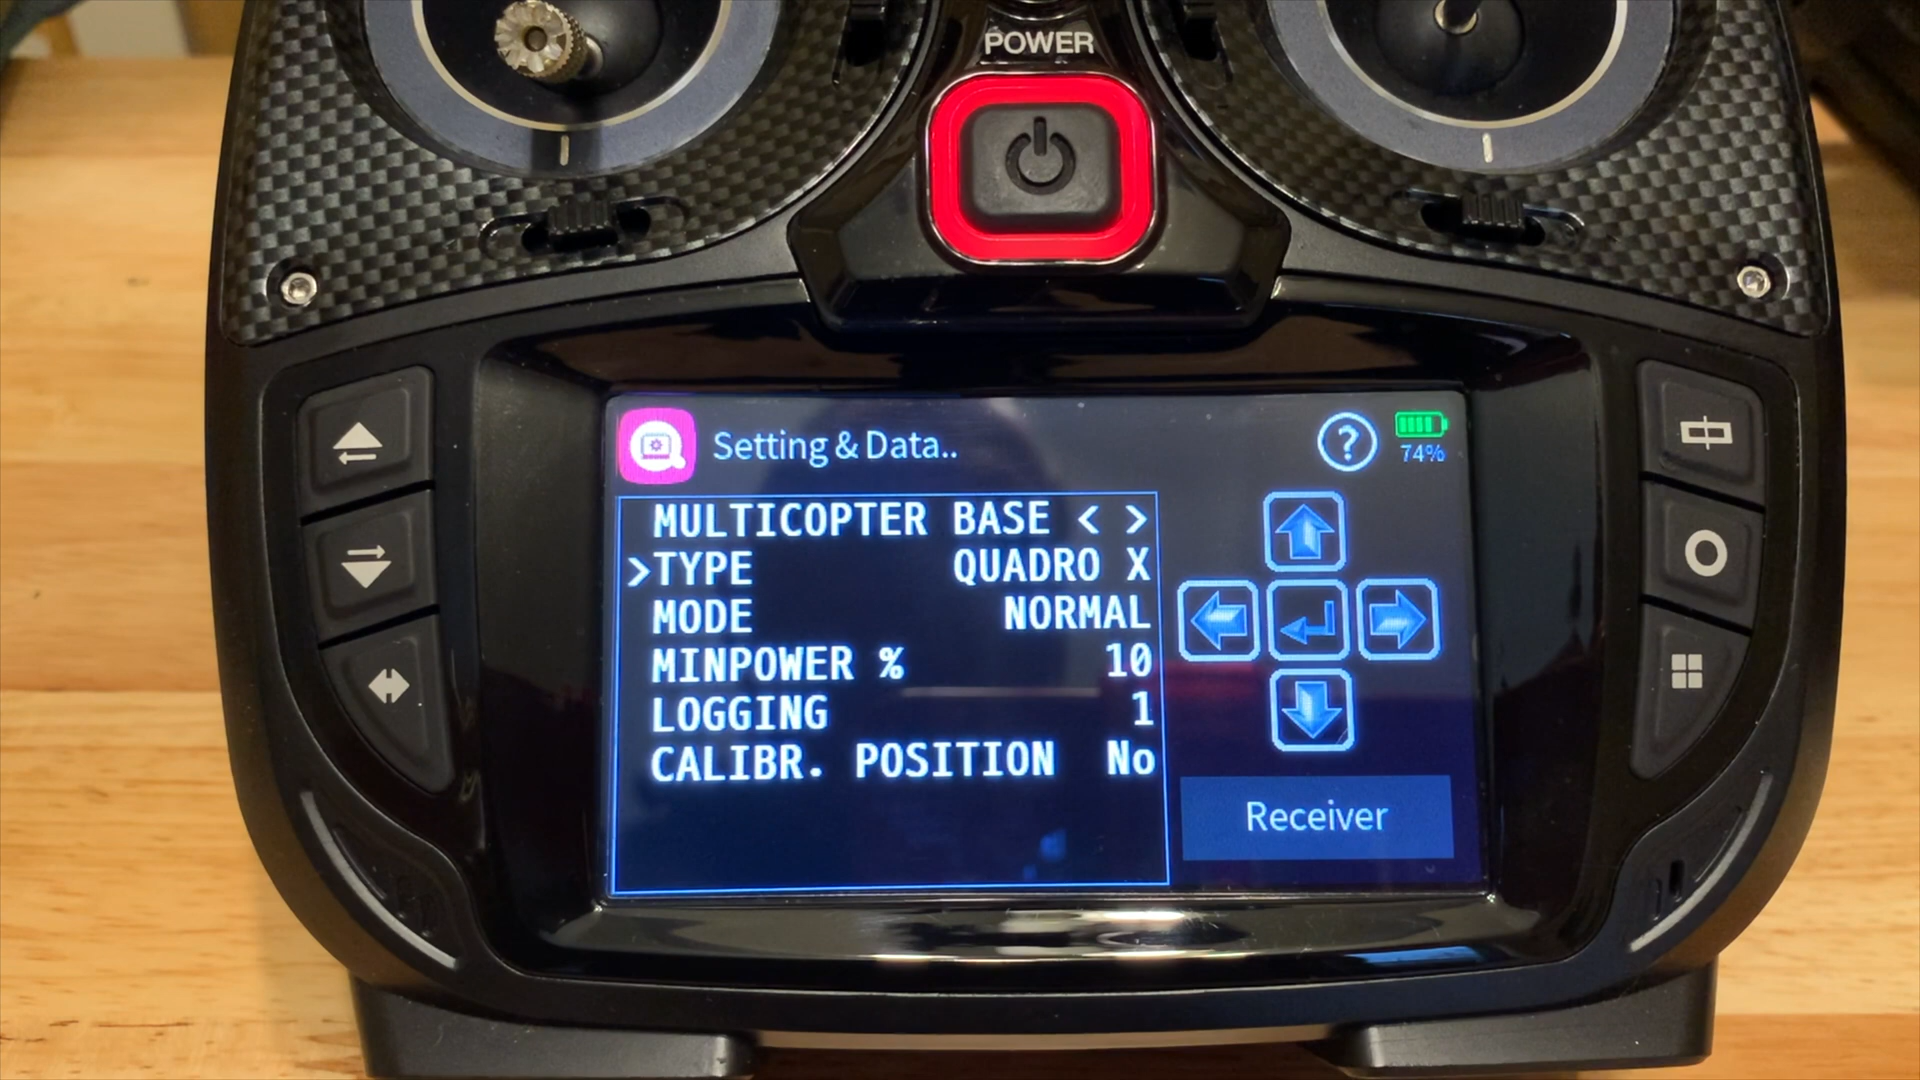 POWER
Setting & Data..
74%
MULTICOPTER BASE < >
>TYPE QUADRO X
MODE NORMAL
MINPOWER % 10
LOGGING 1
CALIBR. POSITION No
Receiver